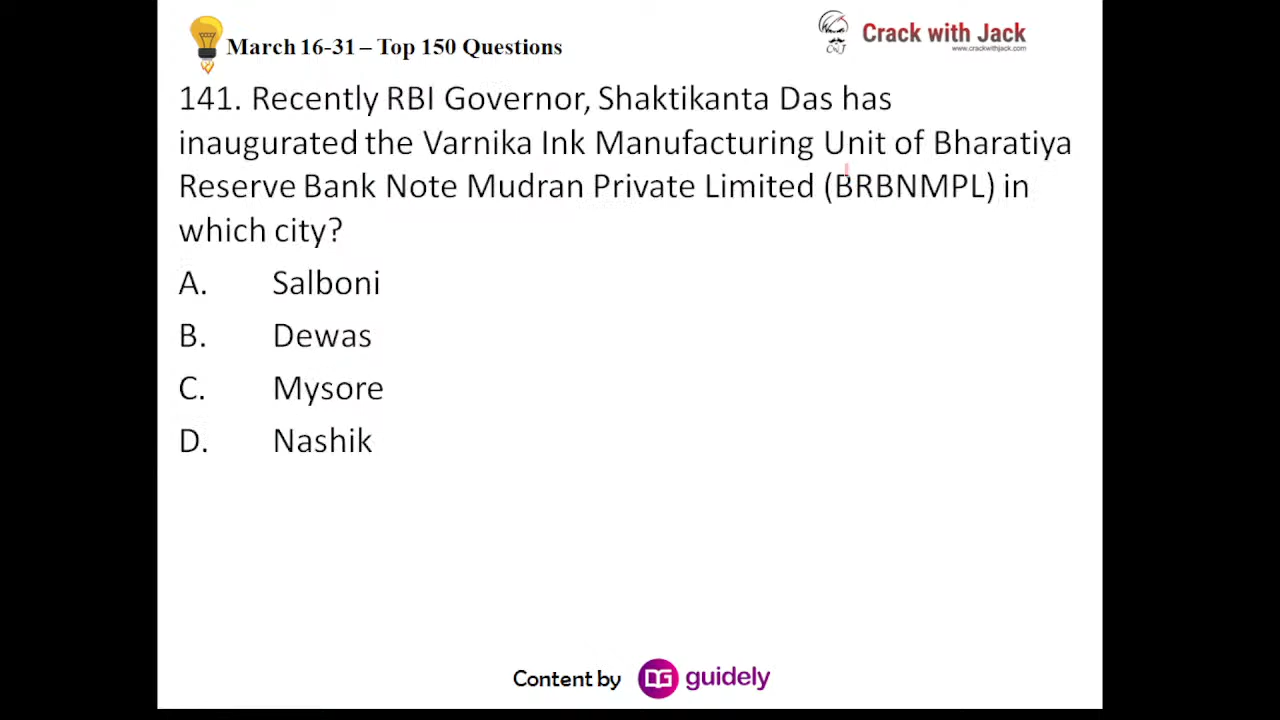 March 16-31 – Top 150 Questions
Crack with Jack
www.crackwithjack.com
CWJ
141. Recently RBI Governor, Shaktikanta Das has
inaugurated the Varnika Ink Manufacturing Unit of Bharatiya
Reserve Bank Note Mudran Private Limited (BRBNMPL) in
which city?
A. Salboni
B. Dewas
C. Mysore
D. Nashik
Content by DG guidely